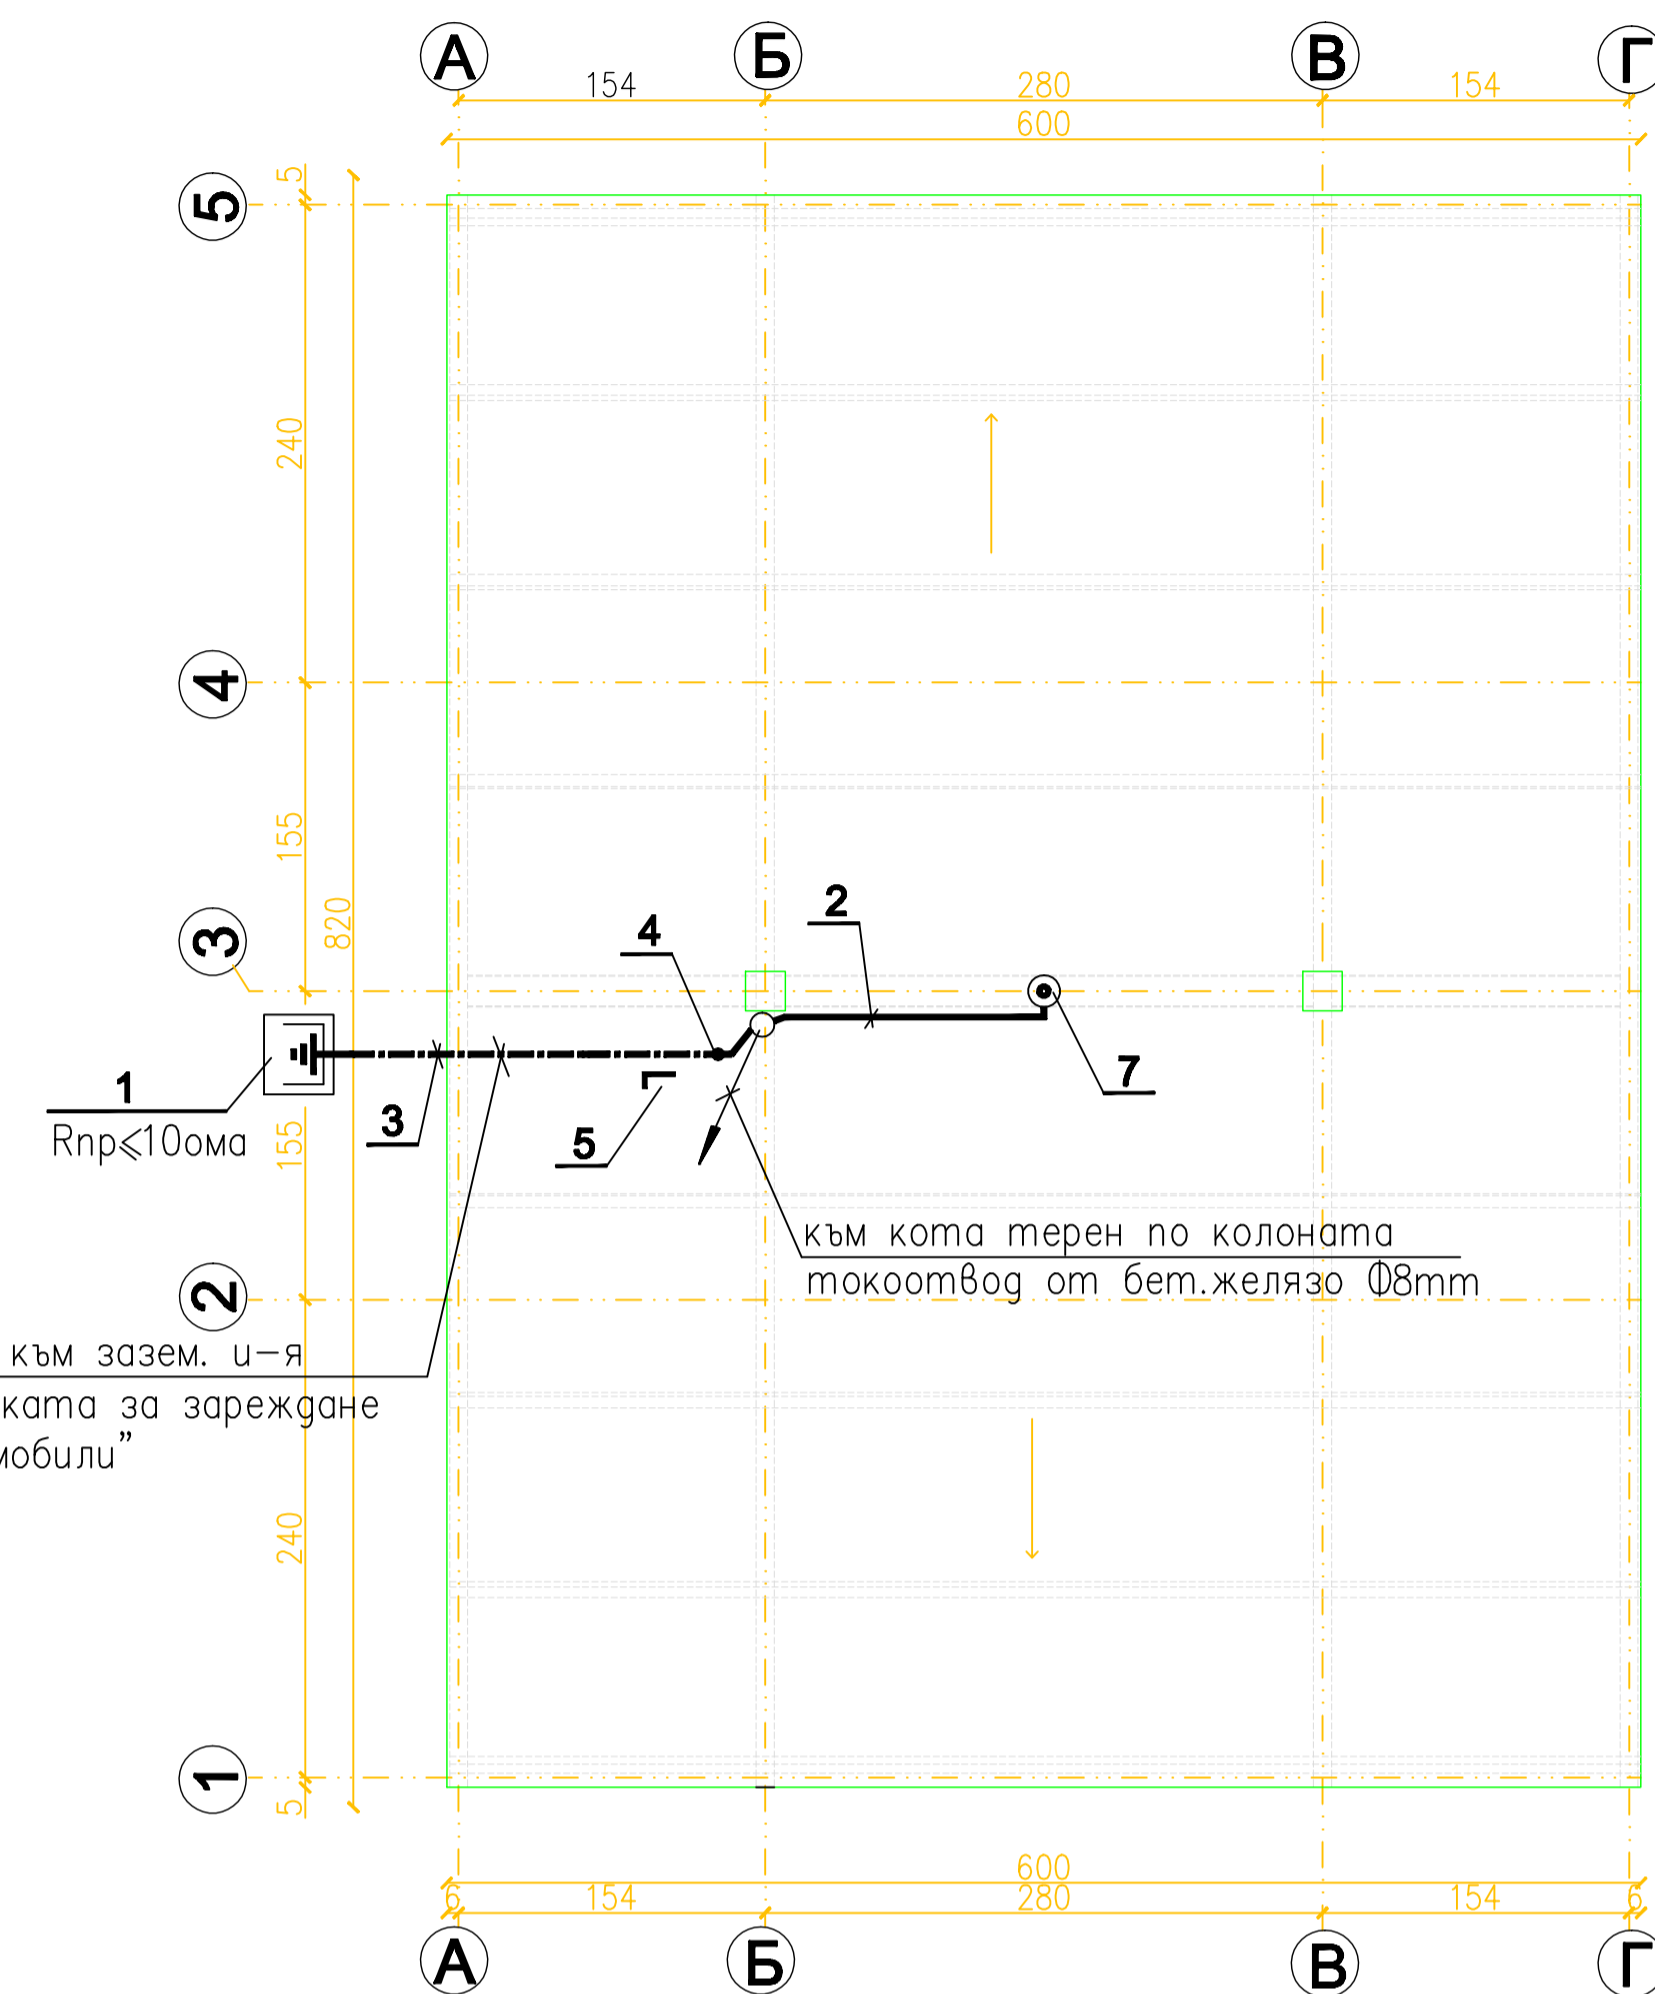 А Б В Г
154 280 154
600
5
5
240
4
155
820
3
2
4
7
1
Rпр≤10ома
3
5
155
към кота терен по колоната
токоотвод от бет.желязо Ф8mm
2
към зазем. и-я
ката за зареждане
мобили”
240
1
5
600
6 154 280 154 6
А Б В Г